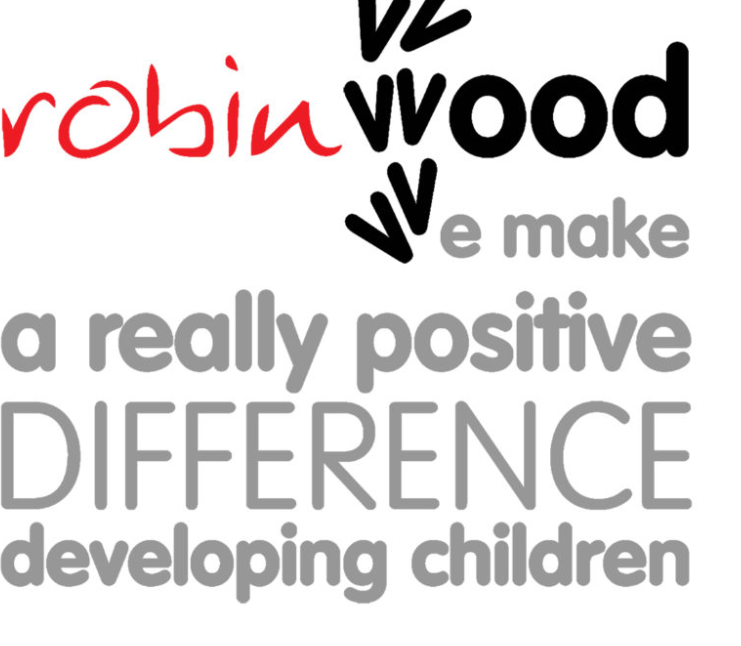 robinwood
We make
a really positive
DIFFERENCE
developing children